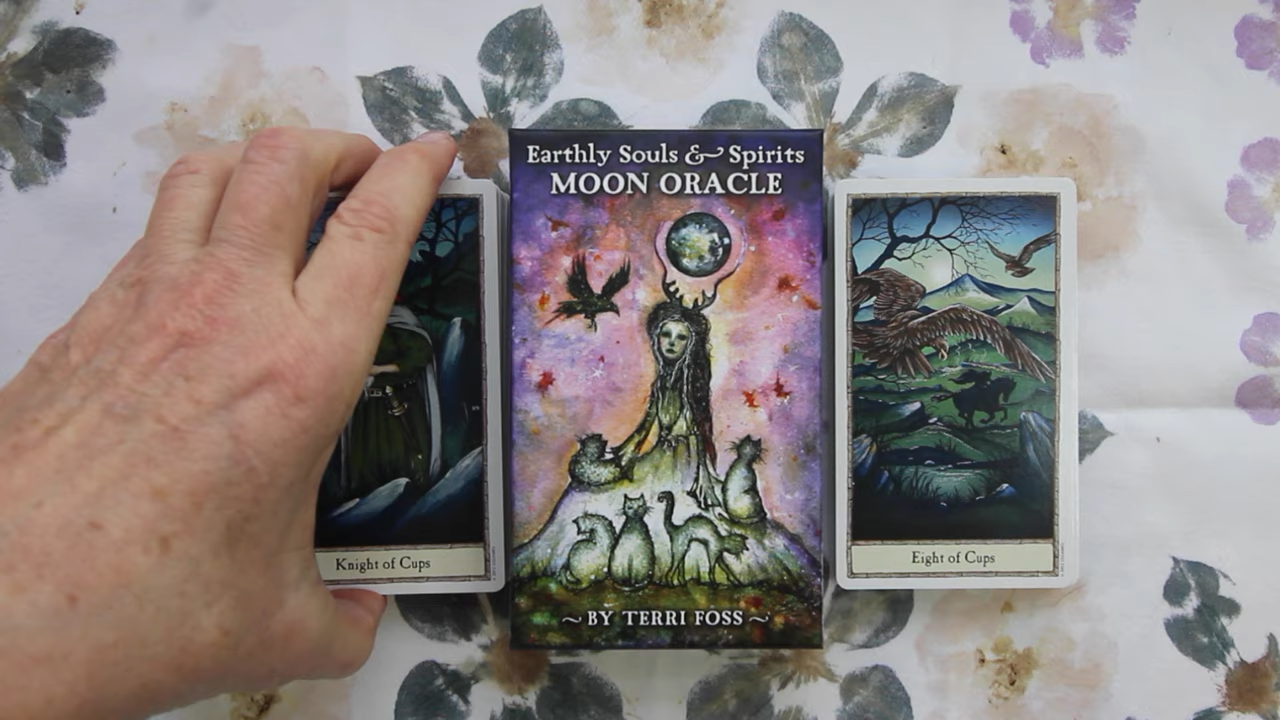 Earthly Souls & Spirits
MOON ORACLE
Knight of Cups
Eight of Cups
~ BY TERRI FOSS ~